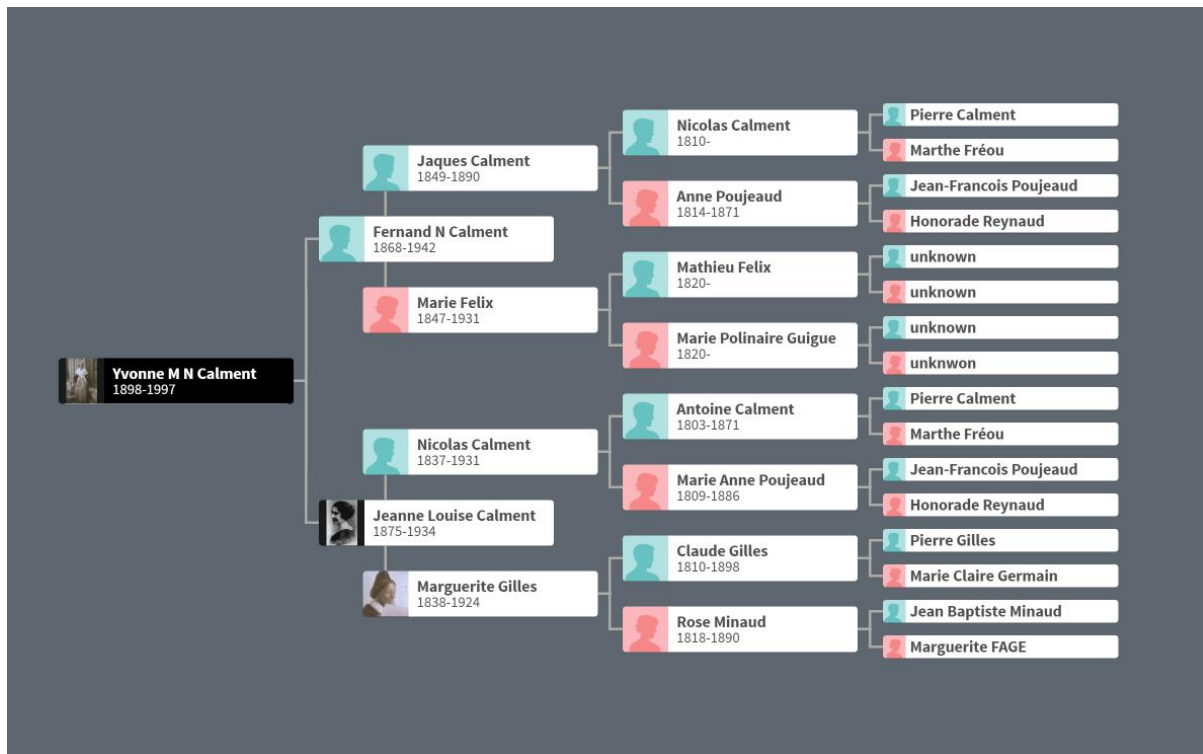 Yvonne M N Calment
1898-1997
Fernand N Calment
1868-1942
Jeanne Louise Calment
1875-1934
Jaques Calment
1849-1890
Marie Felix
1847-1931
Nicolas Calment
1837-1931
Marguerite Gilles
1838-1924
Nicolas Calment
1810-
Anne Poujeaud
1814-1871
Mathieu Felix
1820-
Marie Polinaire Guigue
1820-
Antoine Calment
1803-1871
Marie Anne Poujeaud
1809-1886
Claude Gilles
1810-1898
Rose Minaud
1818-1890
Pierre Calment
Marthe Fréou
Jean-Francois Poujeaud
Honorade Reynaud
unknown
unknown
unknown
unknwon
Pierre Calment
Marthe Fréou
Jean-Francois Poujeaud
Honorade Reynaud
Pierre Gilles
Marie Claire Germain
Jean Baptiste Minaud
Marguerite FAGE